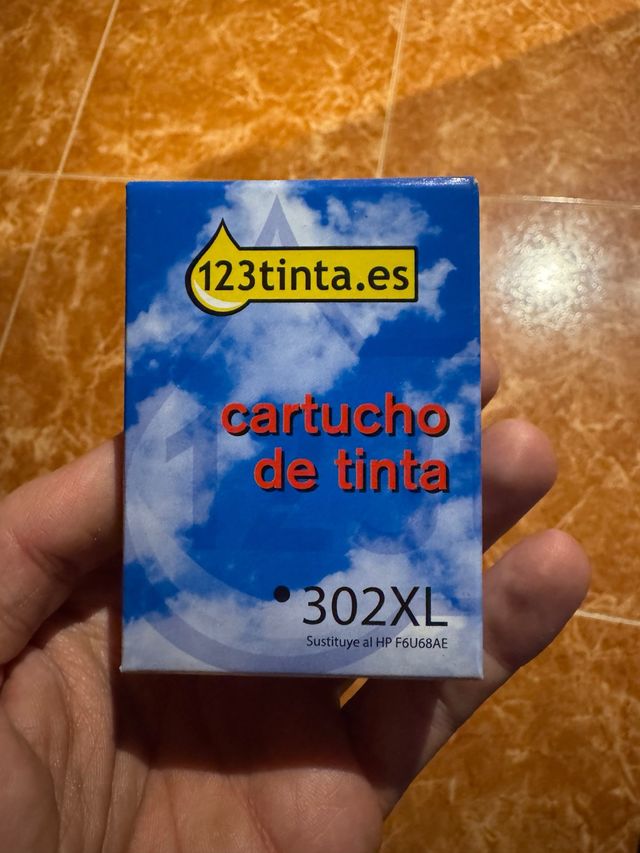 123tinta.es
cartucho
de tinta
302XL
Sustituye al HP F6U68AE